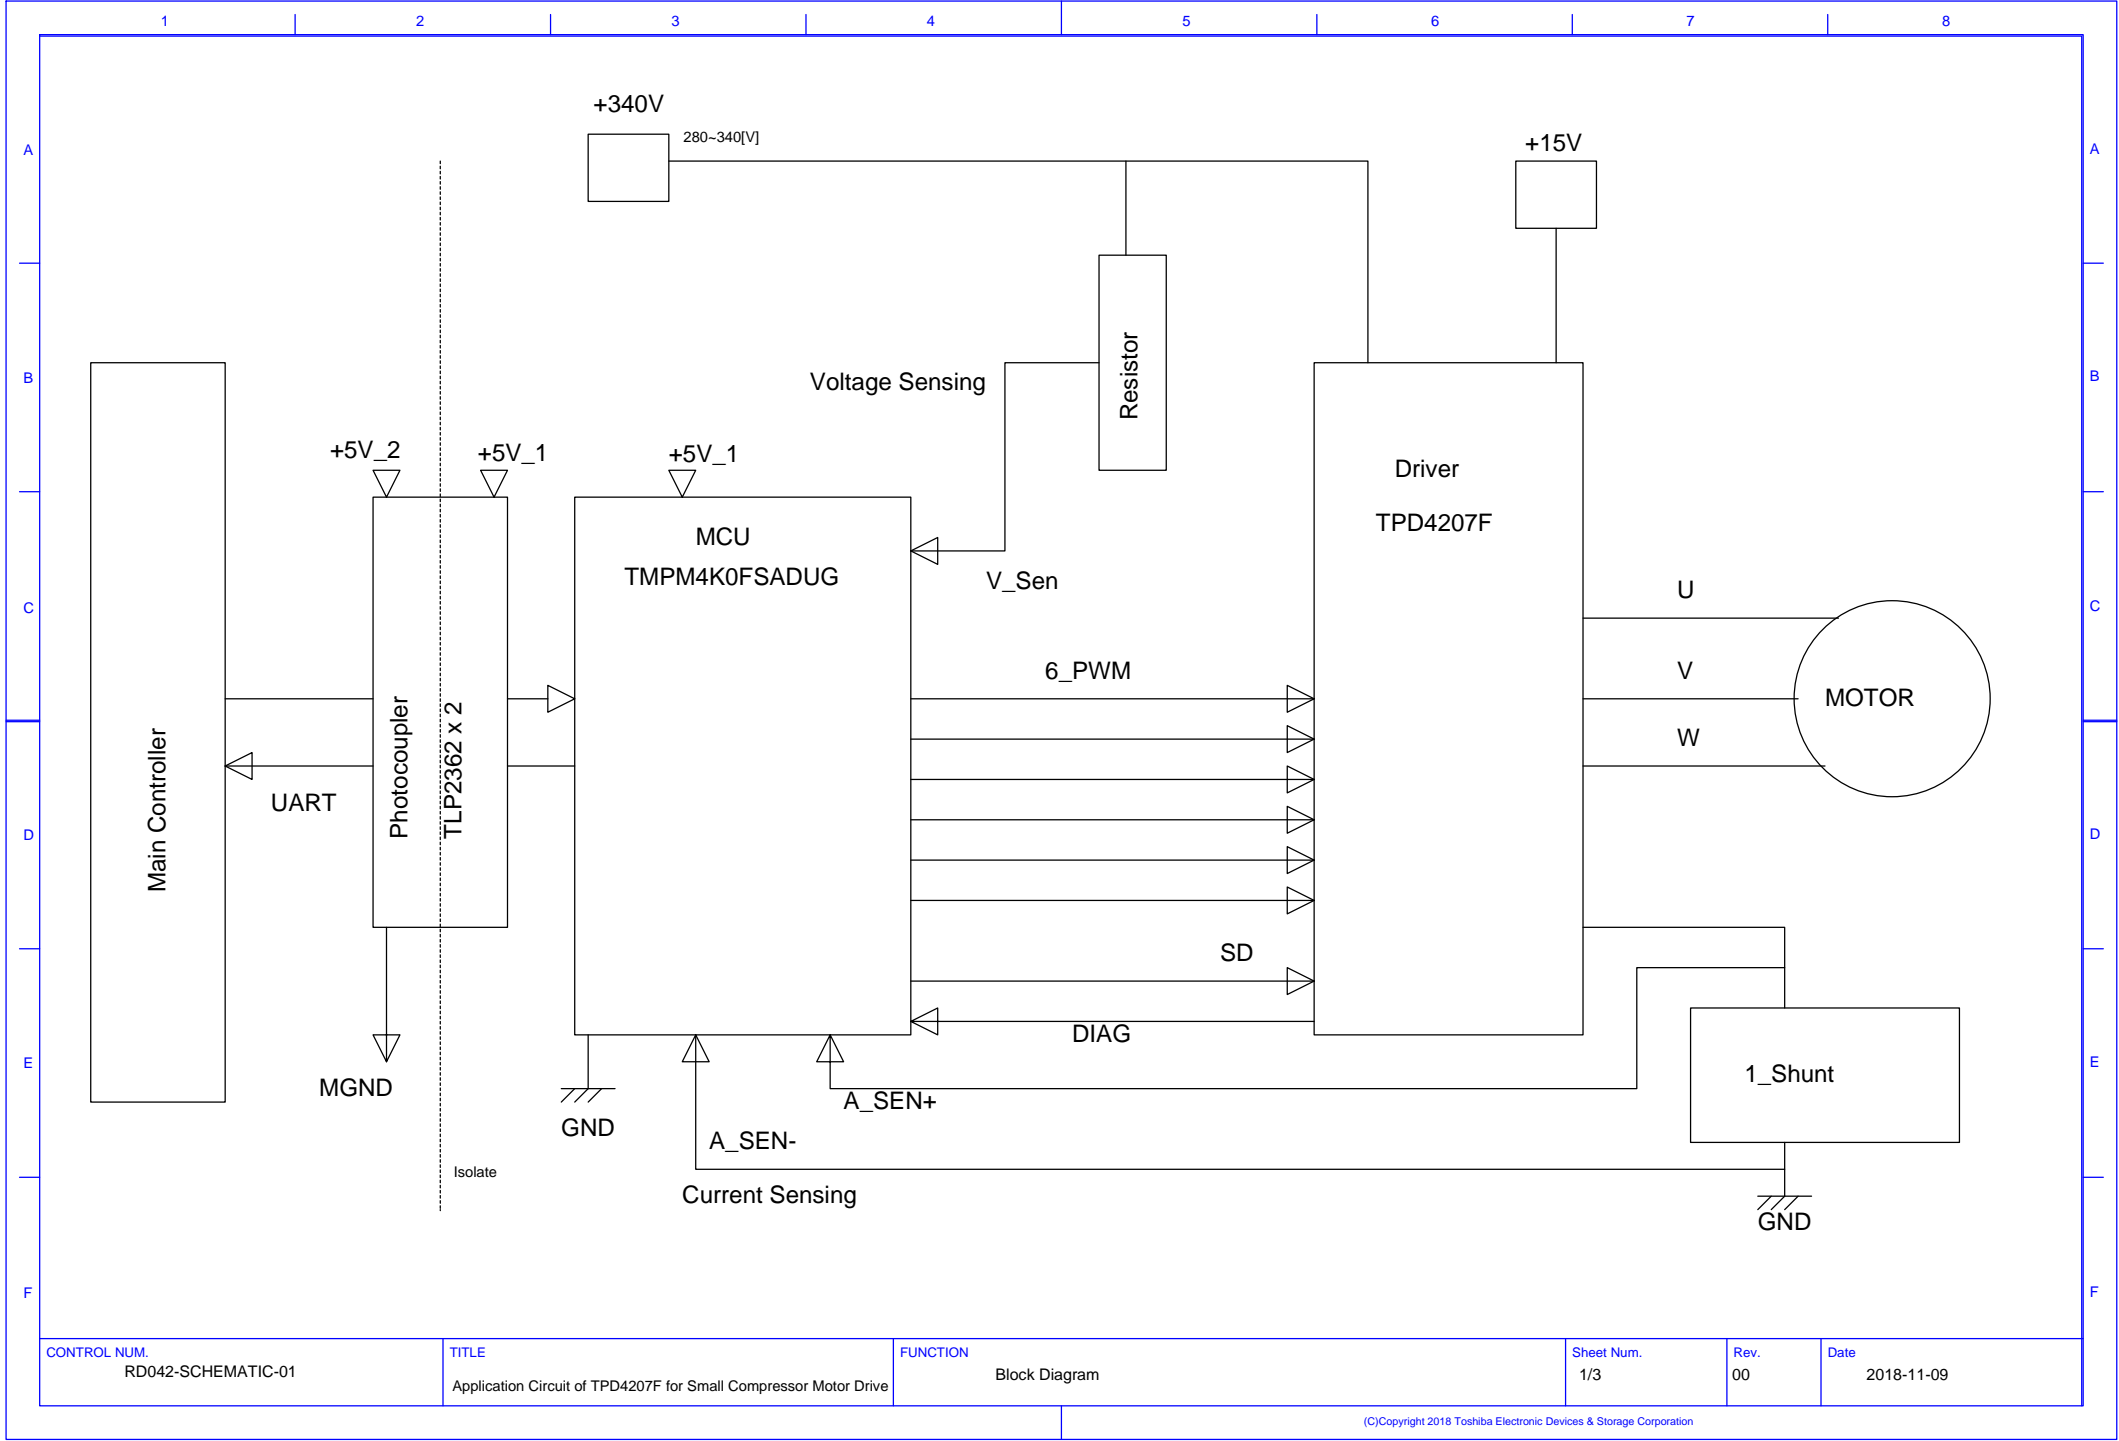 1 2 3 4 5 6 7 8
+340V
280~340[V]
+15V
A A
Resistor
Voltage Sensing
B B
+5V_2 +5V_1 +5V_1
Driver
TPD4207F
MCU
TMPM4K0FSADUG
V_Sen
C C
U
6_PWM
V
MOTOR
W
Main Controller
Photocoupler
TLP2362 x 2
UART
D D
SD
DIAG
E E
1_Shunt
MGND
A_SEN+
GND
A_SEN-
Isolate
Current Sensing
GND
F F
CONTROL NUM.
RD042-SCHEMATIC-01
TITLE
Application Circuit of TPD4207F for Small Compressor Motor Drive
FUNCTION
Block Diagram
Sheet Num.
1/3
Rev.
00
Date
2018-11-09
(C)Copyright 2018 Toshiba Electronic Devices & Storage Corporation